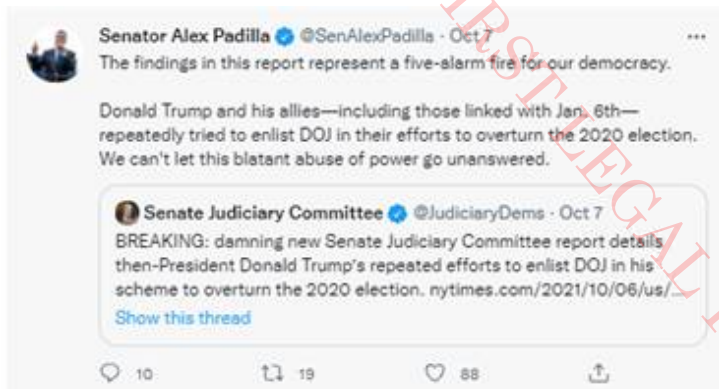 Senator Alex Padilla @SenAlexPadilla · Oct 7
The findings in this report represent a five-alarm fire for our democracy.
Donald Trump and his allies—including those linked with Jan. 6th—
repeatedly tried to enlist DOJ in their efforts to overturn the 2020 election.
We can't let this blatant abuse of power go unanswered.
Senate Judiciary Committee @JudiciaryDems · Oct 7
BREAKING: damning new Senate Judiciary Committee report details
then-President Donald Trump's repeated efforts to enlist DOJ in his
scheme to overturn the 2020 election. nytimes.com/2021/10/06/us/...
Show this thread
10 19 88
FIRST LEGAL